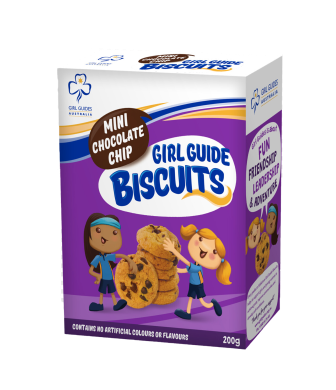 GIRL GUIDES
AUSTRALIA
MINI
CHOCOLATE
CHIP
GIRL GUIDE
BISCUITS
CONTAINS NO ARTIFICIAL COLOURS OR FLAVOURS
200g
FUN
FRIENDSHIP
LEADERSHIP
& ADVENTURE